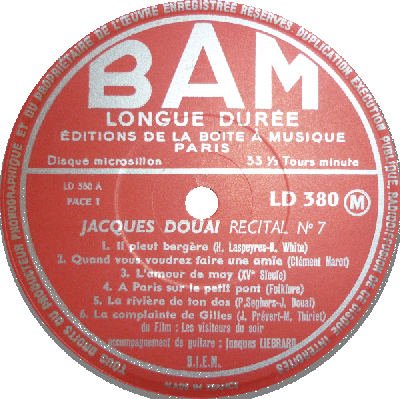 TOUS DROITS DU PRODUCTEUR PHONOGRAPHIQUE ET DU PROPRIÉTAIRE DE L'ŒUVRE ENREGISTRÉE RÉSERVÉS. DUPLICATION EXÉCUTION PUBLIQUE, RADIODIFFUSION DE CE DISQUE INTERDITES
BAM
LONGUE DURÉE
ÉDITIONS DE LA BOITE A MUSIQUE
PARIS
Disque microsillon 33 ⅓ Tours minute
LD 380 A
FACE 1
LD 380 M
JACQUES DOUAI RECITAL No 7
1. Il pleut bergère (H. Laspeyres-D. White)
2. Quand vous voudrez faire une amie (Clément Marot)
3. L'amour de moy (XVe Siecle)
4. A Paris sur le petit pont (Folklore)
5. La rivière de ton dos (P.Seghers-J. Douai)
6. La complainte de Gilles (J. Prévert-M. Thiriet)
du Film : Les visiteurs du soir
accompagnement de guitare : Jacques LIEBRARD
B.I.E.M.
MADE IN FRANCE